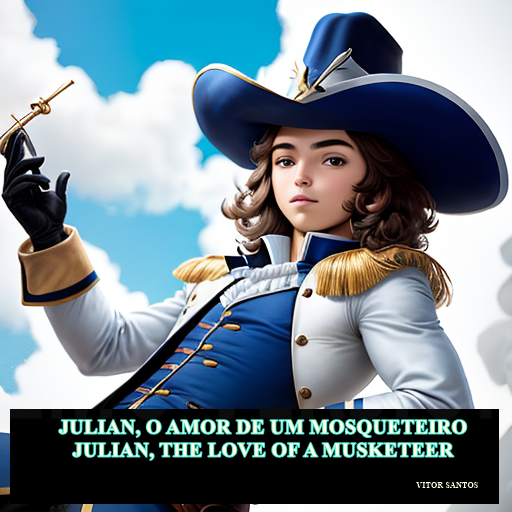 JULIAN, O AMOR DE UM MOSQUETEIRO
JULIAN, THE LOVE OF A MUSKETEER
VITOR SANTOS